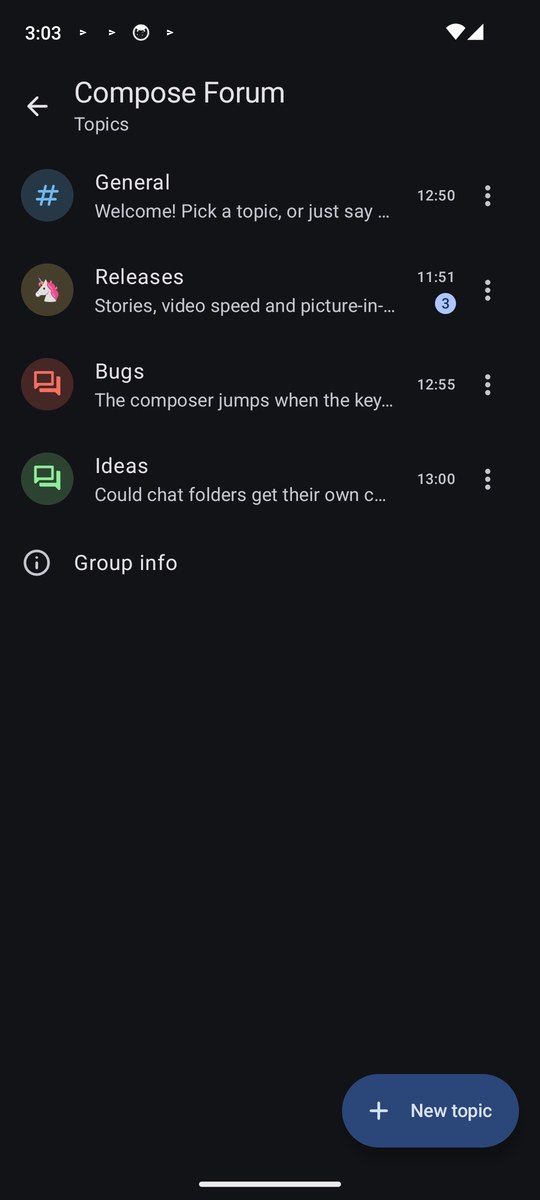 3:03
Compose Forum
Topics
General
12:50
Welcome! Pick a topic, or just say …
Releases
11:51
Stories, video speed and picture-in-…
3
Bugs
12:55
The composer jumps when the key…
Ideas
13:00
Could chat folders get their own c…
Group info
New topic